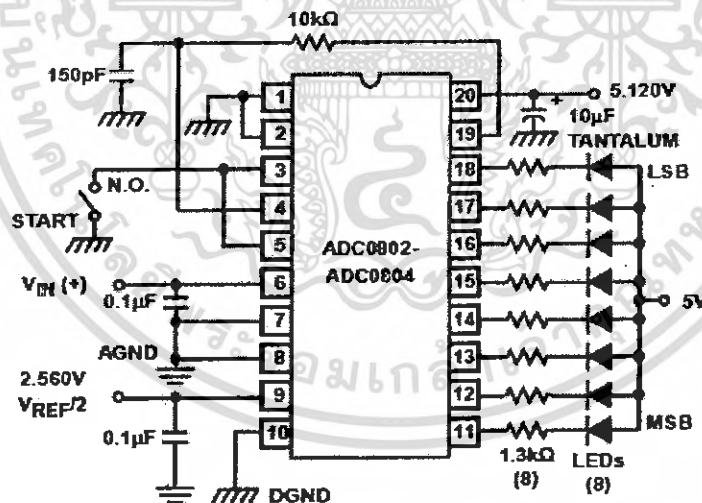 10kΩ
150pF
1
20
5.120V
10µF
+
TANTALUM
2
19
3
18
LSB
N.O.
START
4
17
5
16
ADC0802-
ADC0804
V IN (+)
0.1µF
6
15
5V
7
14
AGND
8
13
2.560V
VREF/2
9
12
0.1µF
10
11
MSB
1.3kΩ
(8)
LEDs
(8)
DGND